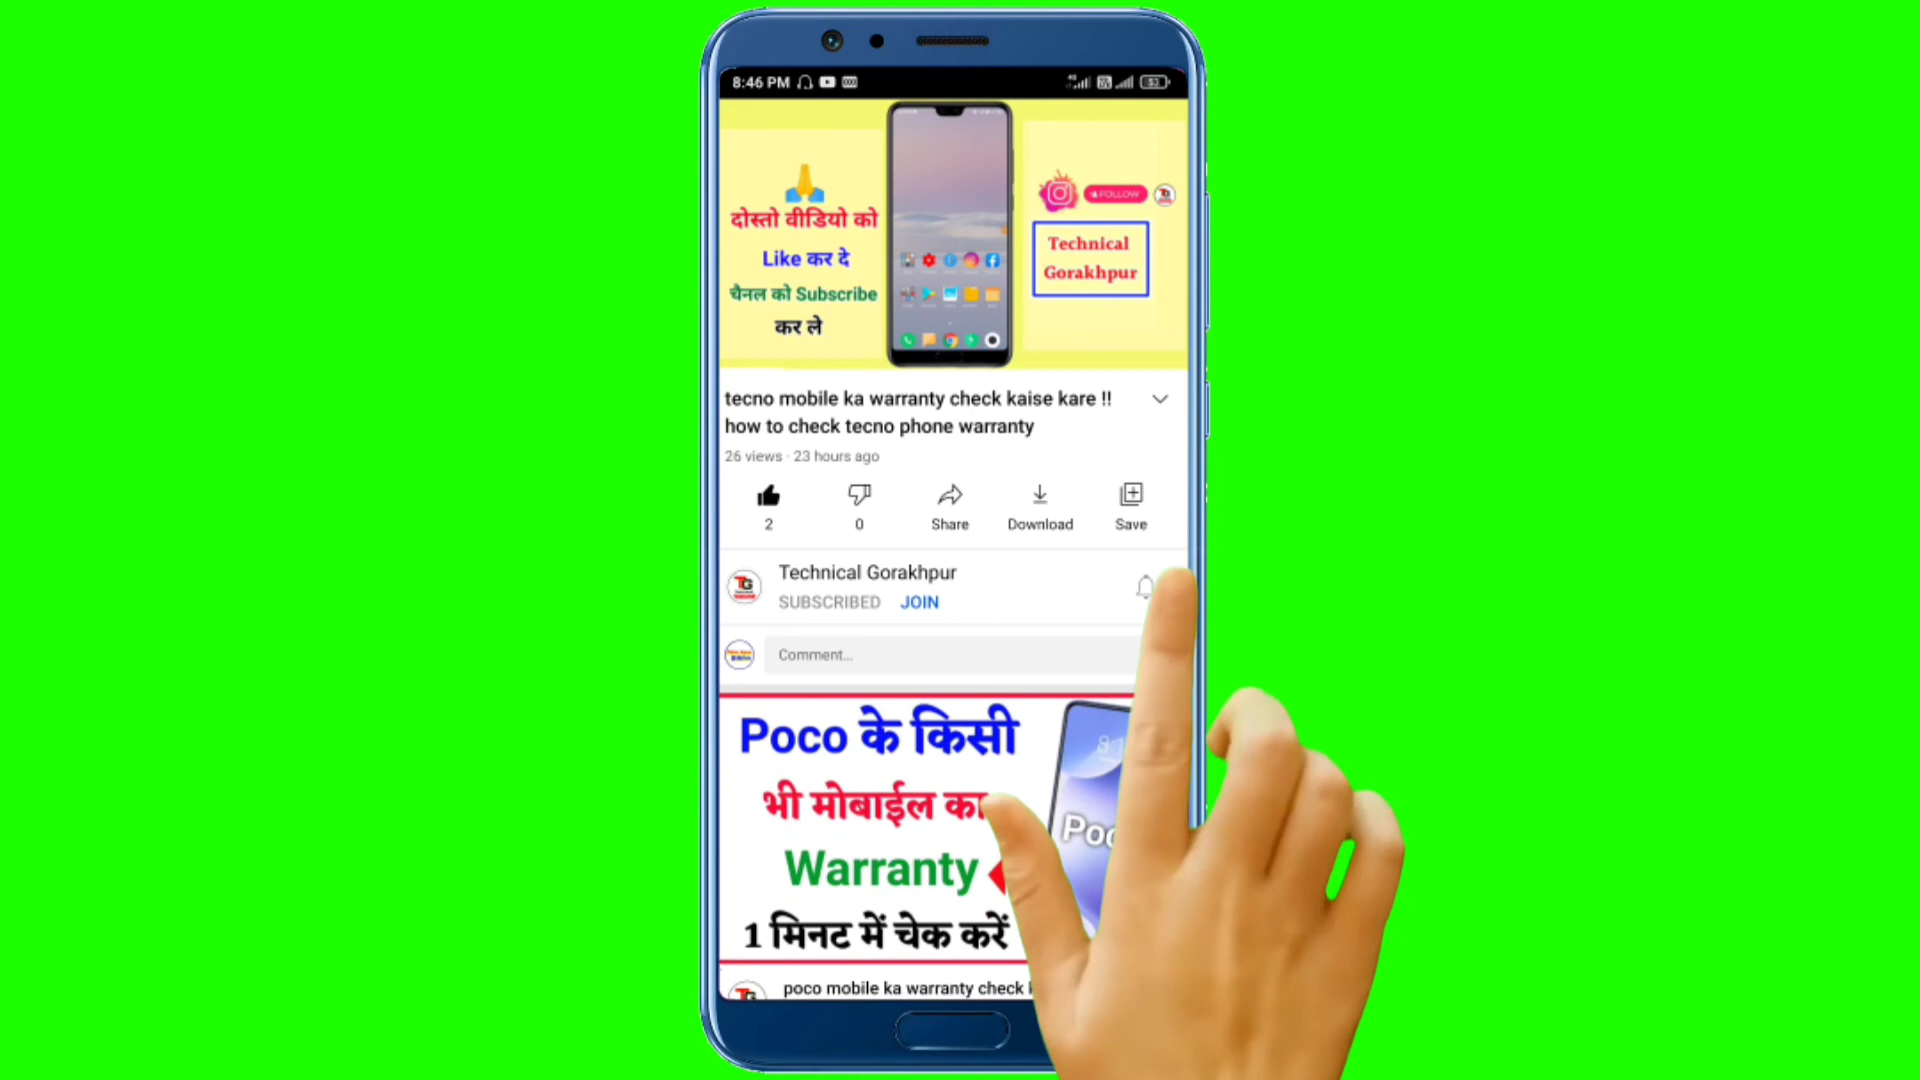 8:46 PM
53
दोस्तो वीडियो को
Like कर दे
चैनल को Subscribe
कर ले
FOLLOW
Technical
Gorakhpur
tecno mobile ka warranty check kaise kare !!
how to check tecno phone warranty
26 views · 23 hours ago
2
0
Share
Download
Save
Technical Gorakhpur
SUBSCRIBED JOIN
Comment...
Poco के किसी
भी मोबाईल का
Warranty
1 मिनट में चेक करें
poco mobile ka warranty check